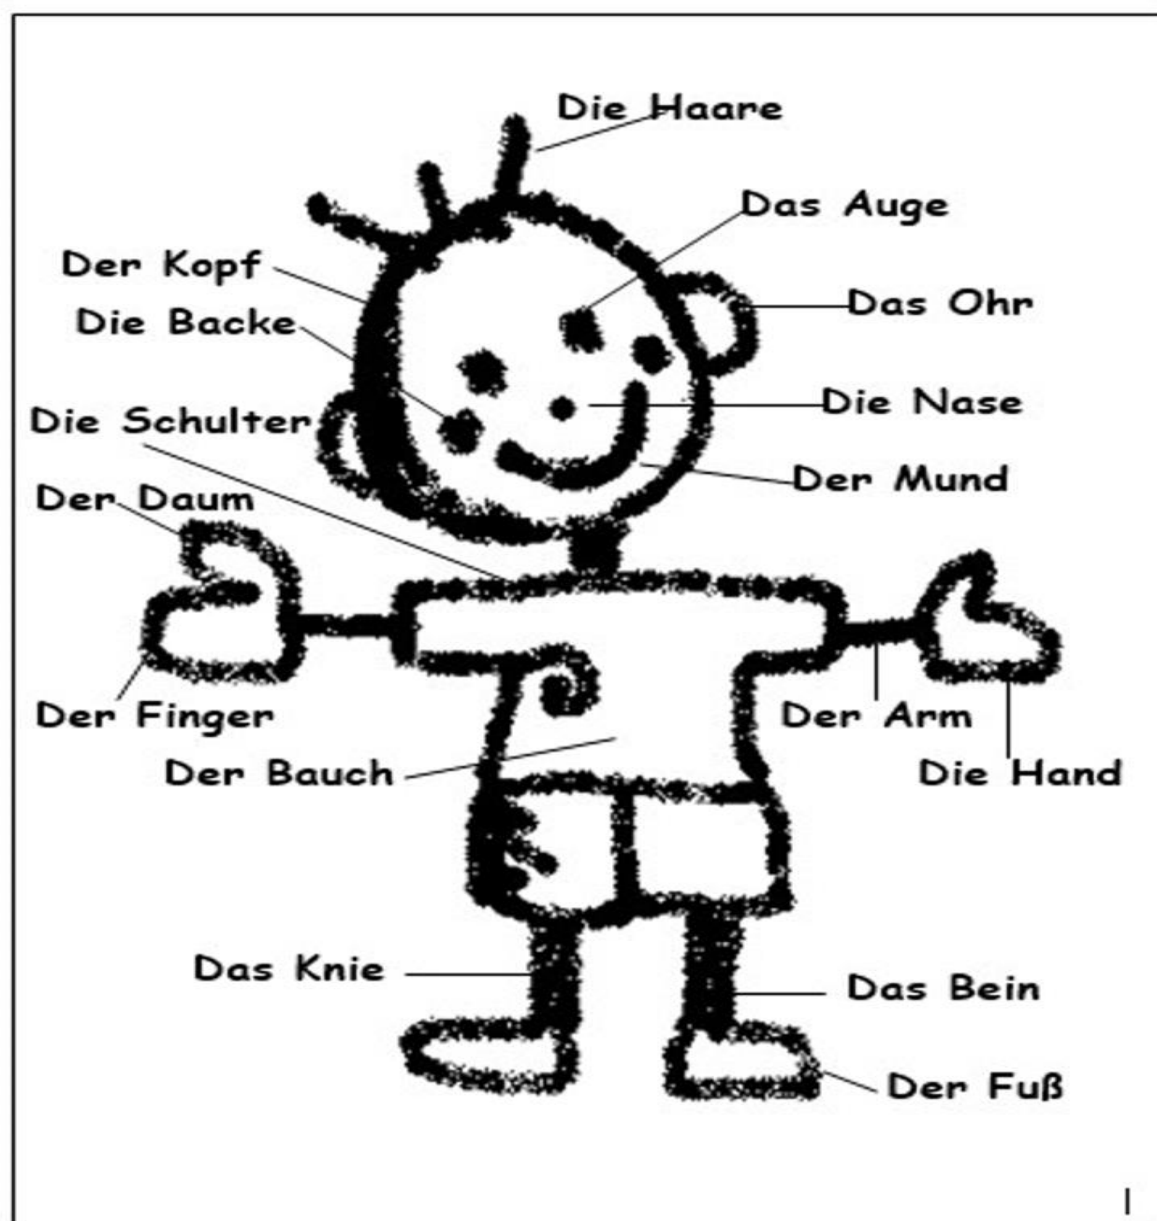 Die Haare
Das Auge
Der Kopf
Das Ohr
Die Backe
Die Nase
Die Schulter
Der Mund
Der Daum
Der Finger
Der Arm
Der Bauch
Die Hand
Das Knie
Das Bein
Der Fuß